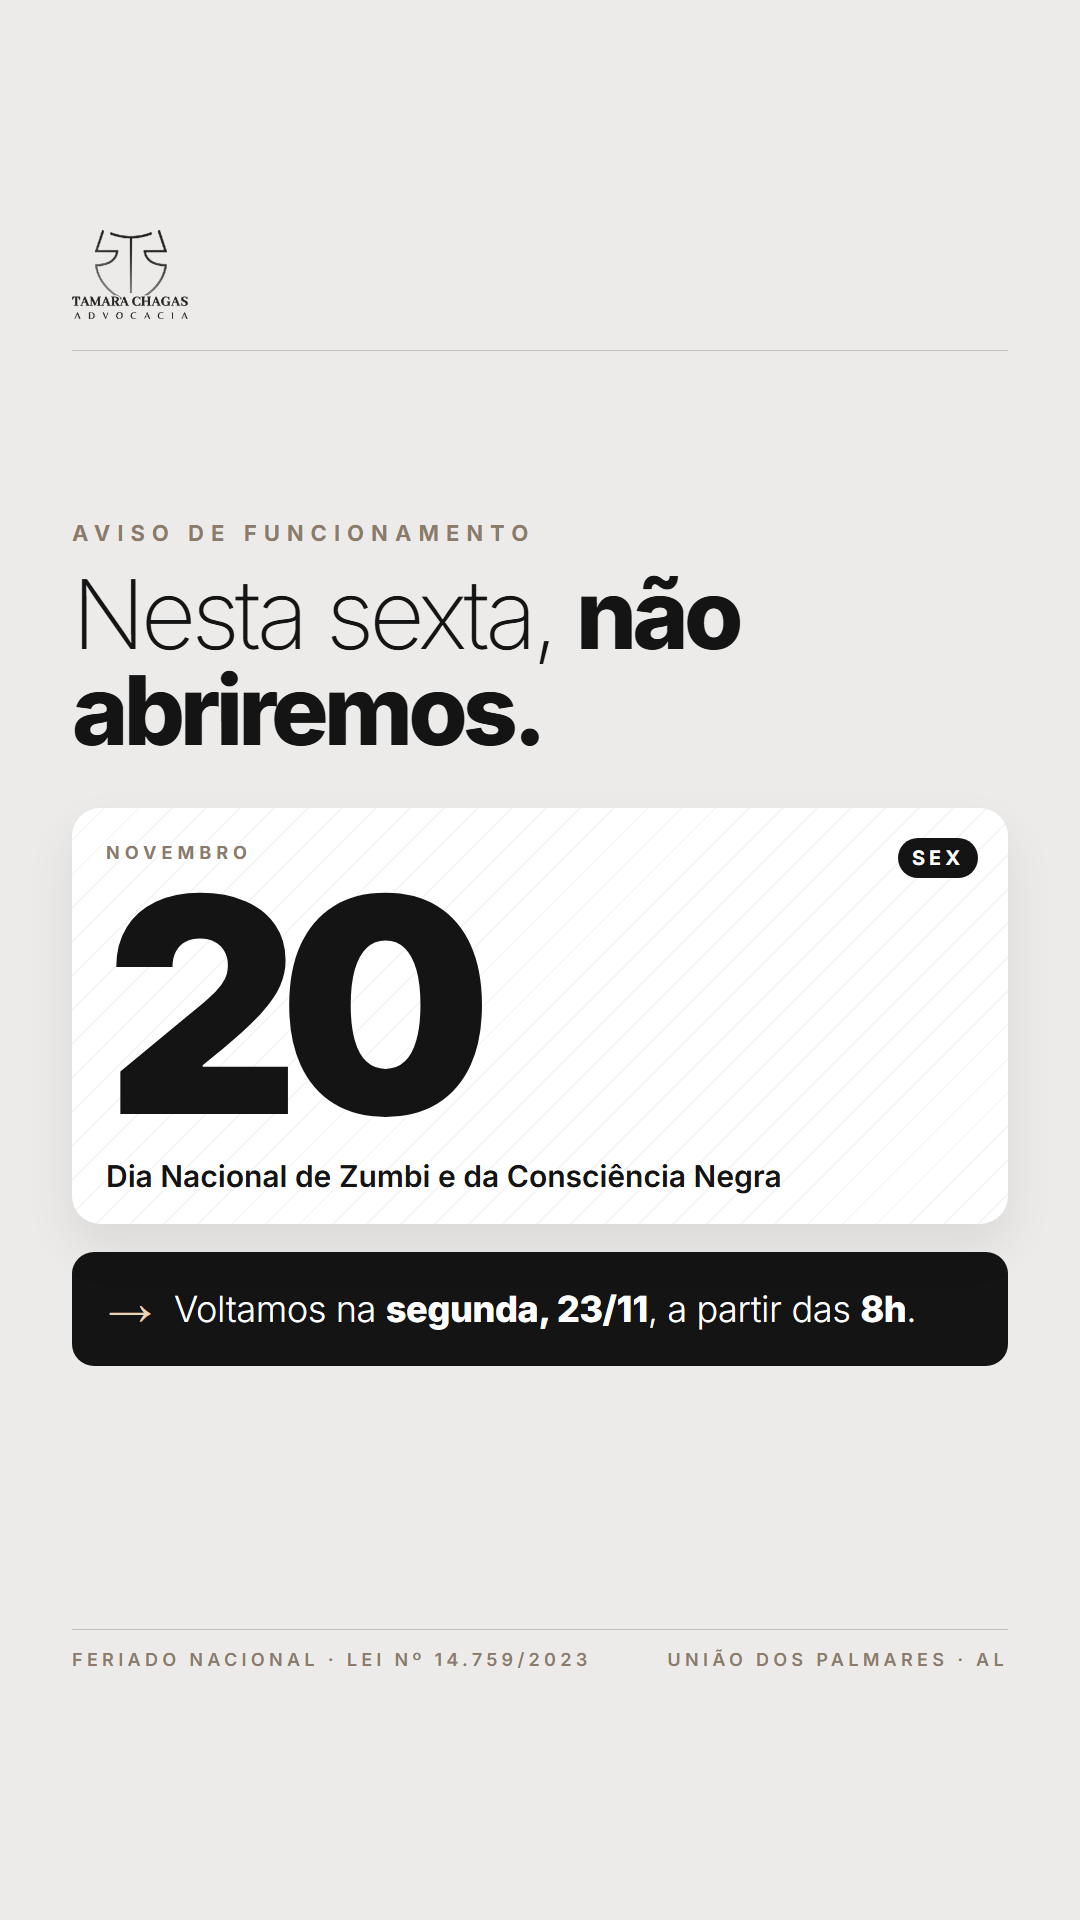 TAMARA CHAGAS
ADVOCACIA
AVISO DE FUNCIONAMENTO
Nesta sexta, não
abriremos.
NOVEMBRO
SEX
20
Dia Nacional de Zumbi e da Consciência Negra
→ Voltamos na segunda, 23/11, a partir das 8h.
FERIADO NACIONAL · LEI Nº 14.759/2023
UNIÃO DOS PALMARES · AL